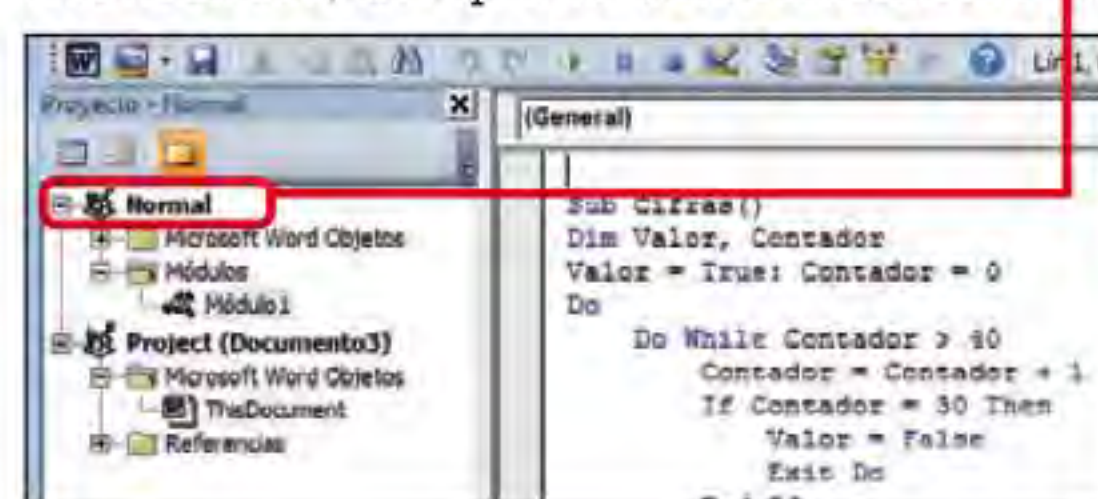 Lín 1,
Proyecto - Normal
(General)
Normal
Microsoft Word Objetos
Módulos
Módulo1
Project (Documento3)
Microsoft Word Objetos
ThisDocument
Referencias
Sub Cifras()
Dim Valor, Contador
Valor = True: Contador = 0
Do
Do While Contador > 40
Contador = Contador + 1
If Contador = 30 Then
Valor = False
Exit Do